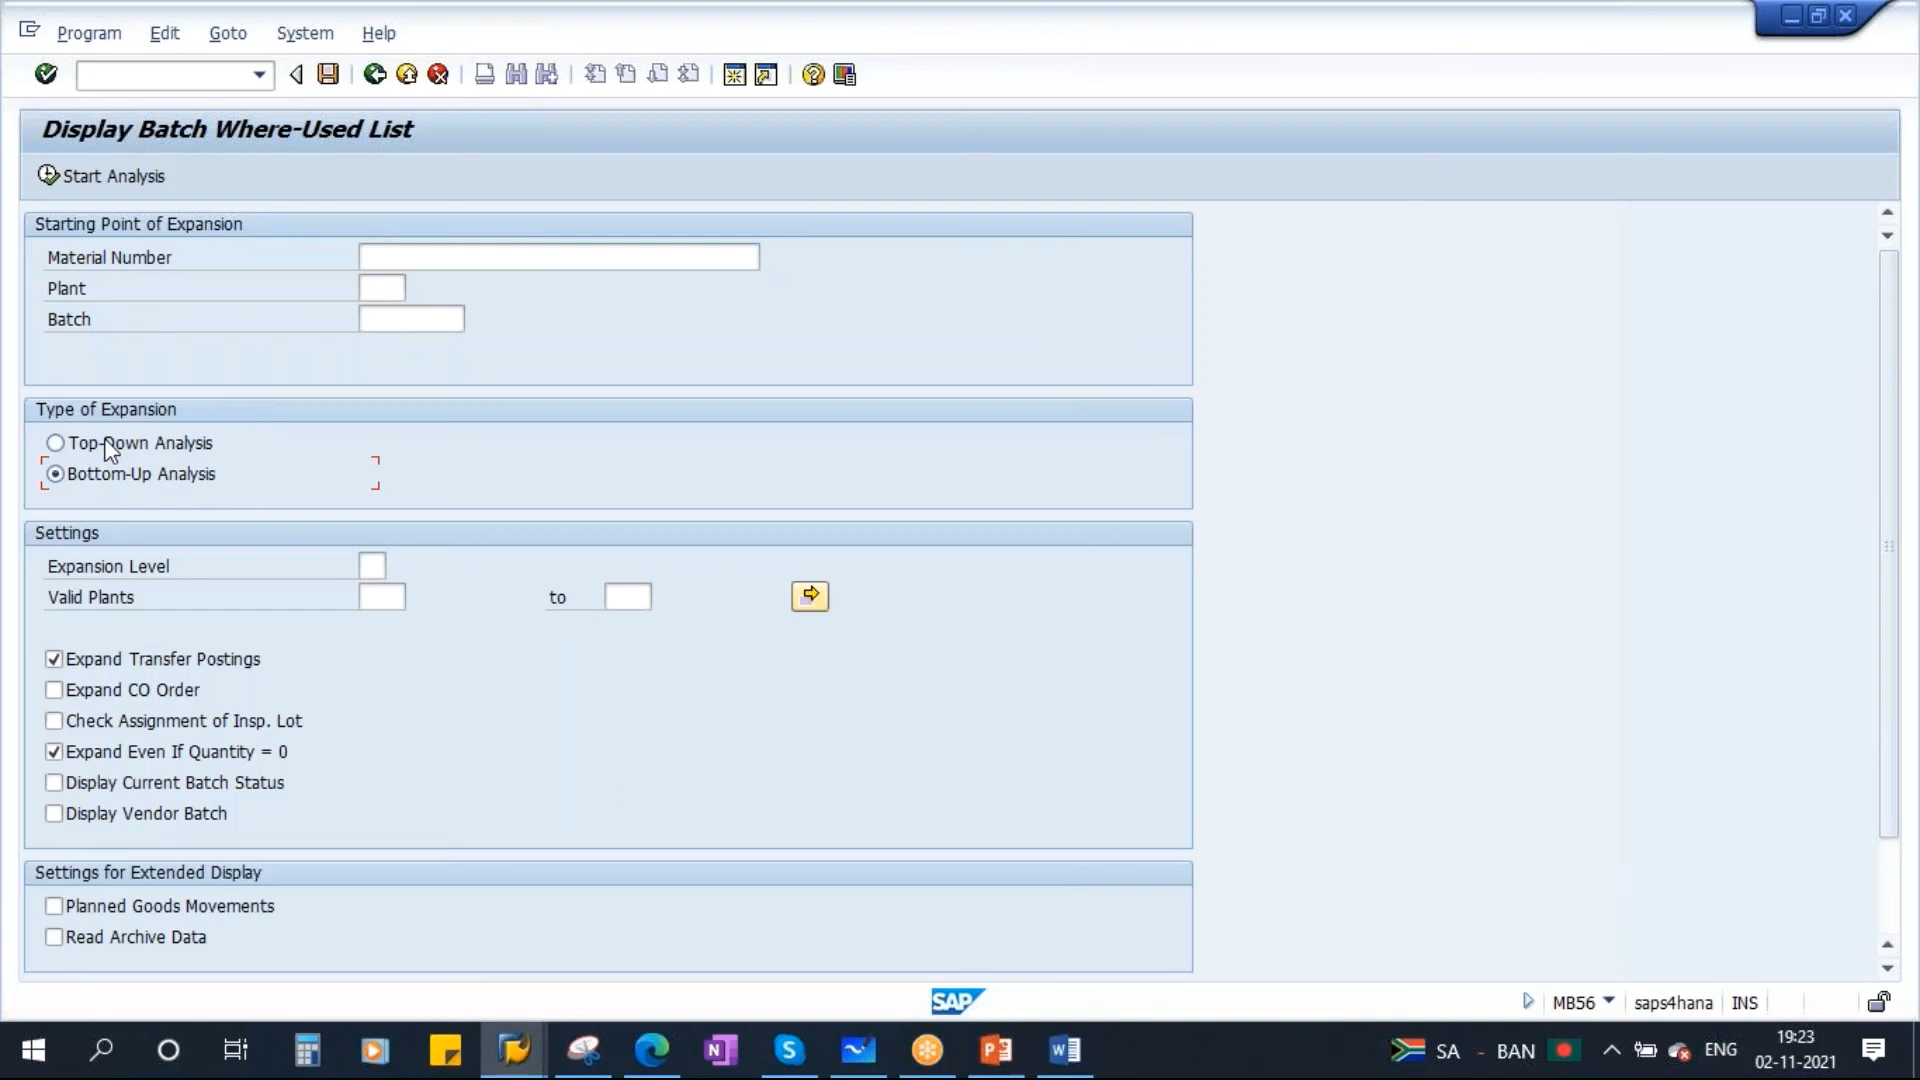 Program Edit Goto System Help
Display Batch Where-Used List
Start Analysis
Starting Point of Expansion
Material Number
Plant
Batch
Type of Expansion
Top-Down Analysis
Bottom-Up Analysis
Settings
Expansion Level
Valid Plants to
Expand Transfer Postings
Expand CO Order
Check Assignment of Insp. Lot
Expand Even If Quantity = 0
Display Current Batch Status
Display Vendor Batch
Settings for Extended Display
Planned Goods Movements
Read Archive Data
SAP MB56 saps4hana INS
SA - BAN ENG 19:23
02-11-2021